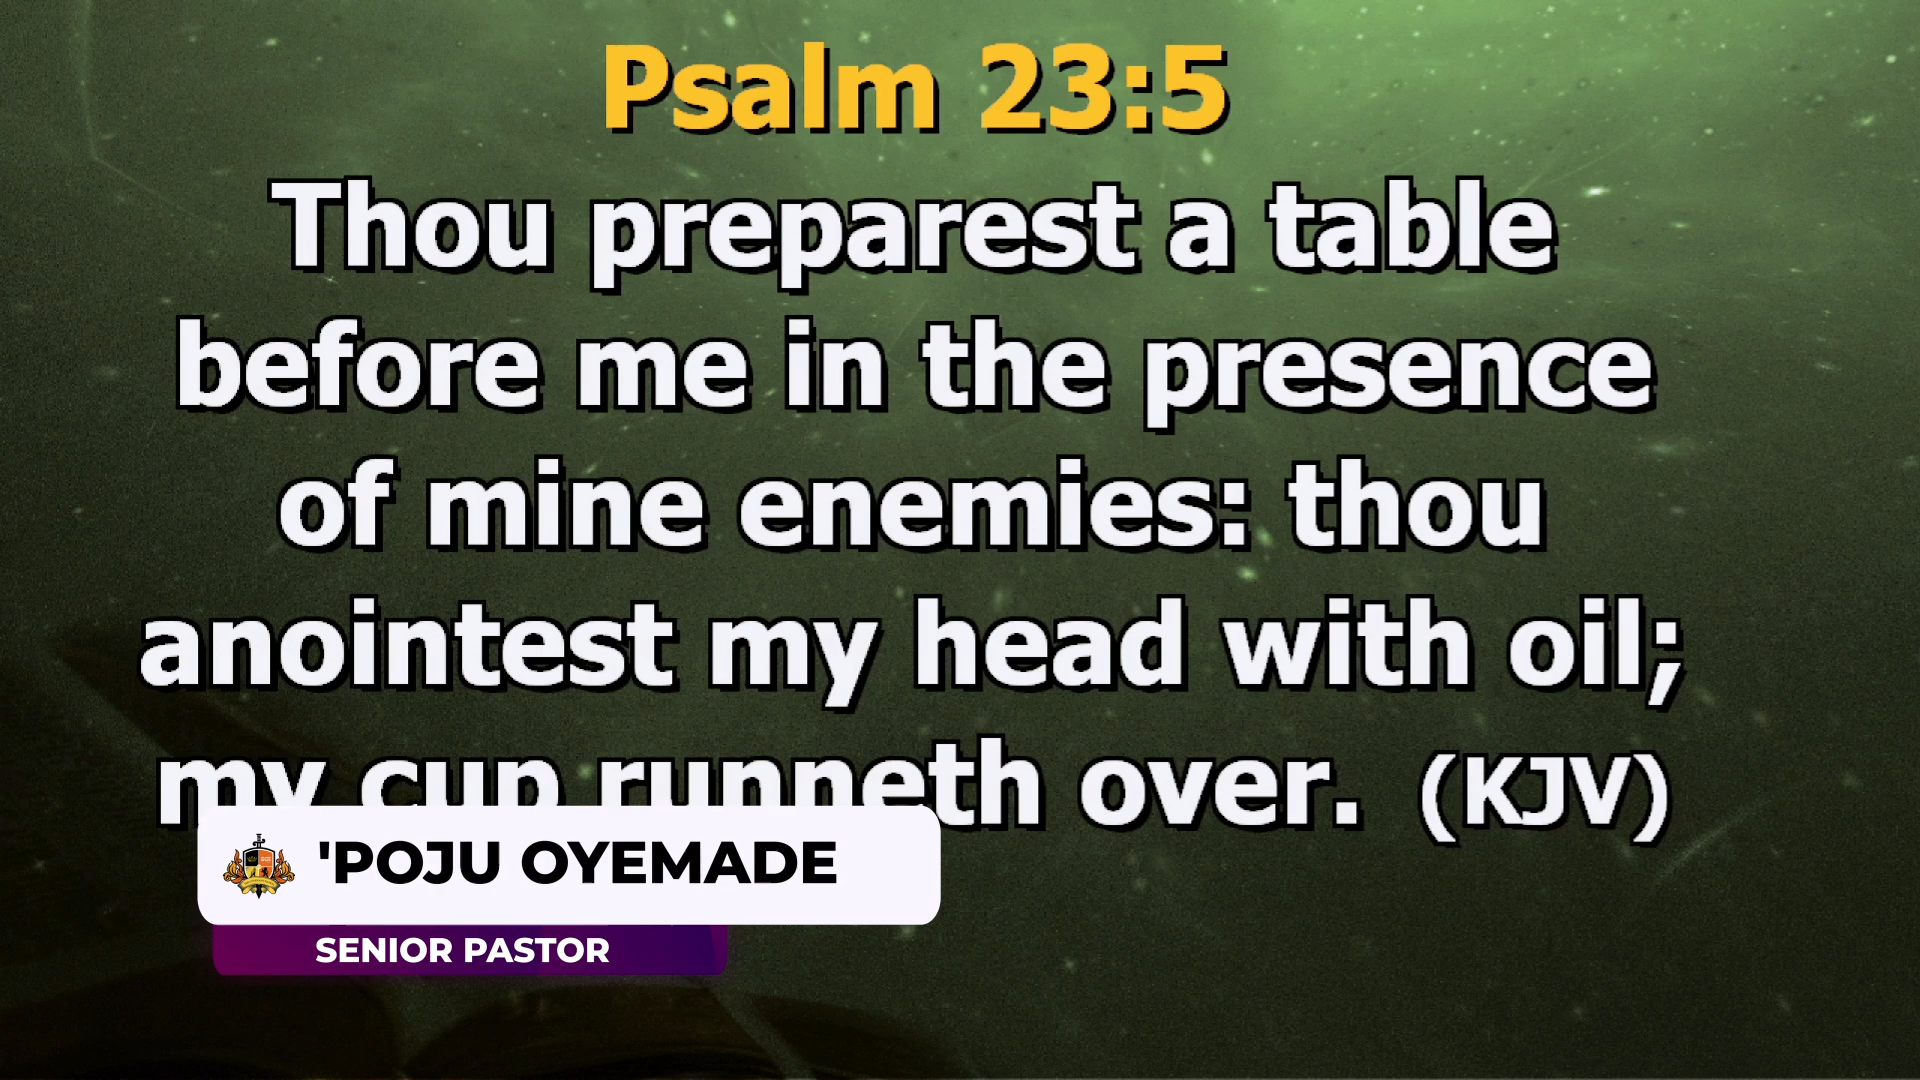 Psalm 23:5
Thou preparest a table
before me in the presence
of mine enemies: thou
anointest my head with oil;
my cup runneth over. (KJV)
'POJU OYEMADE
SENIOR PASTOR